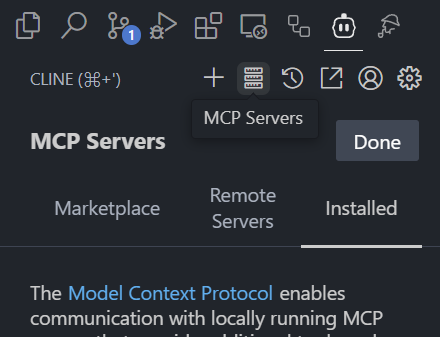 1
CLINE (⌘+')
MCP Servers
MCP Servers
Done
Marketplace
Remote
Servers
Installed
The Model Context Protocol enables
communication with locally running MCP